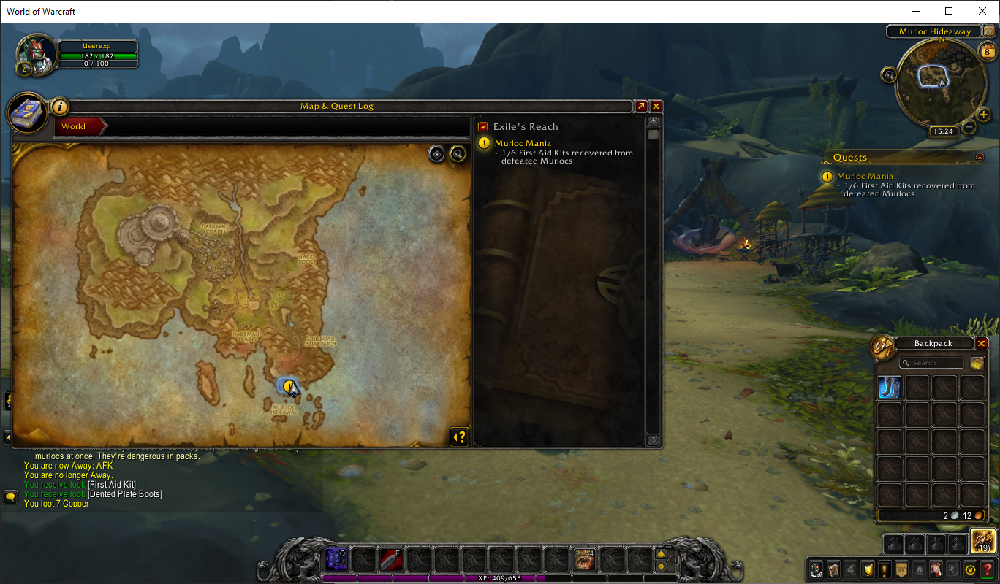 World of Warcraft
Userexp
182 / 182
0 / 100
2
Murloc Hideaway
N
8
15:24
Map & Quest Log
World
Exile's Reach
Murloc Mania
- 1/6 First Aid Kits recovered from
defeated Murlocs
Quests
Murloc Mania
- 1/6 First Aid Kits recovered from
defeated Murlocs
DARKMAUL
CITADEL
HARPY
ROOST
DARKMAUL
PLAINS
QUILBOAR
BRIARPATCH
MURLOC
HIDEAWAY
Backpack
Search
2 12
(19)
murlocs at once. They're dangerous in packs.
You are now Away: AFK
You are no longer Away.
You receive loot: [First Aid Kit]
You receive loot: [Dented Plate Boots]
You loot 7 Copper
Q
E
4
1
XP: 409/655